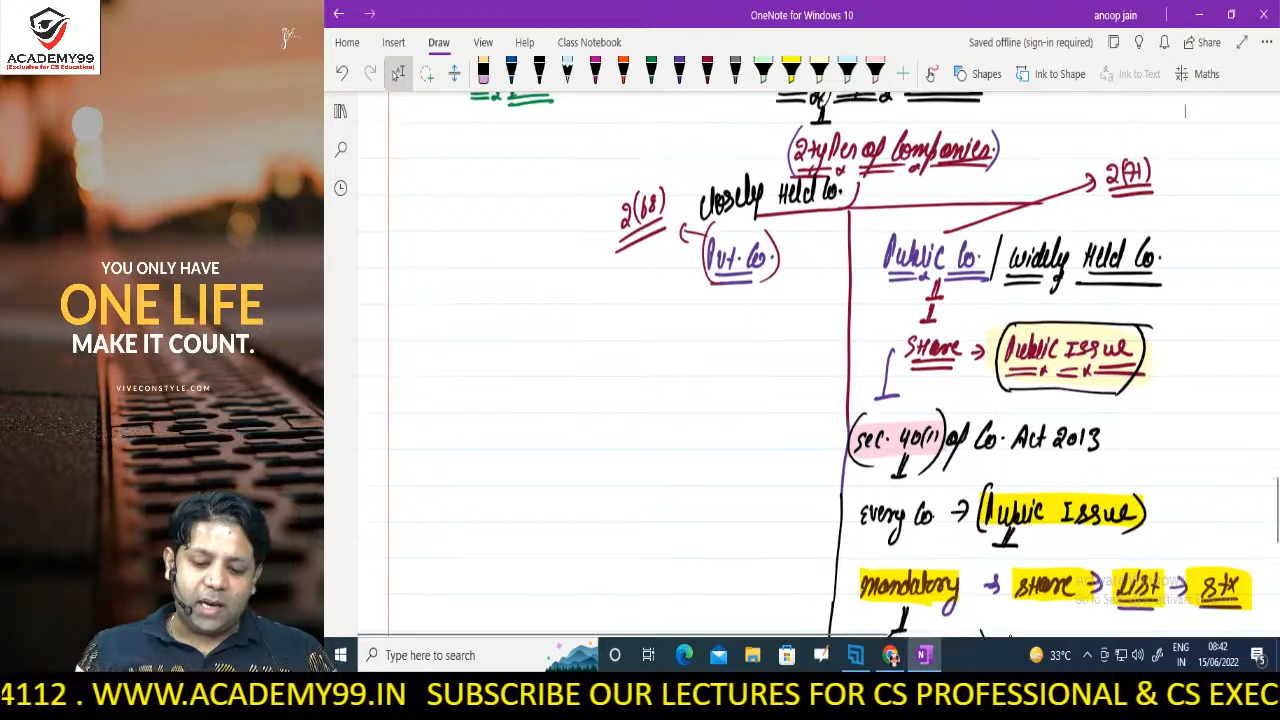 ACADEMY99
(Exclusive for CS Education)
YOU ONLY HAVE
ONE LIFE
MAKE IT COUNT.
VIVECONSTYLE.COM
OneNote for Windows 10
anoop jain
Home Insert Draw View Help Class Notebook
Saved offline (sign-in required)
Share
Shapes
Ink to Shape
Ink to Text
Maths
(2-types of Companies.)
Closely Held Co.
2(68)
2(71)
(Pvt. Co.)
Public Co. / Widely Held Co.
Share → (Public Issue)
(Sec. 40(1)) of Co. Act 2013
Every Co → (Public Issue)
Mandatory → Share → List → Stx
Type here to search
33°C
ENG
IN
08:42
15/06/2022
4112 . WWW.ACADEMY99.IN SUBSCRIBE OUR LECTURES FOR CS PROFESSIONAL & CS EXEC